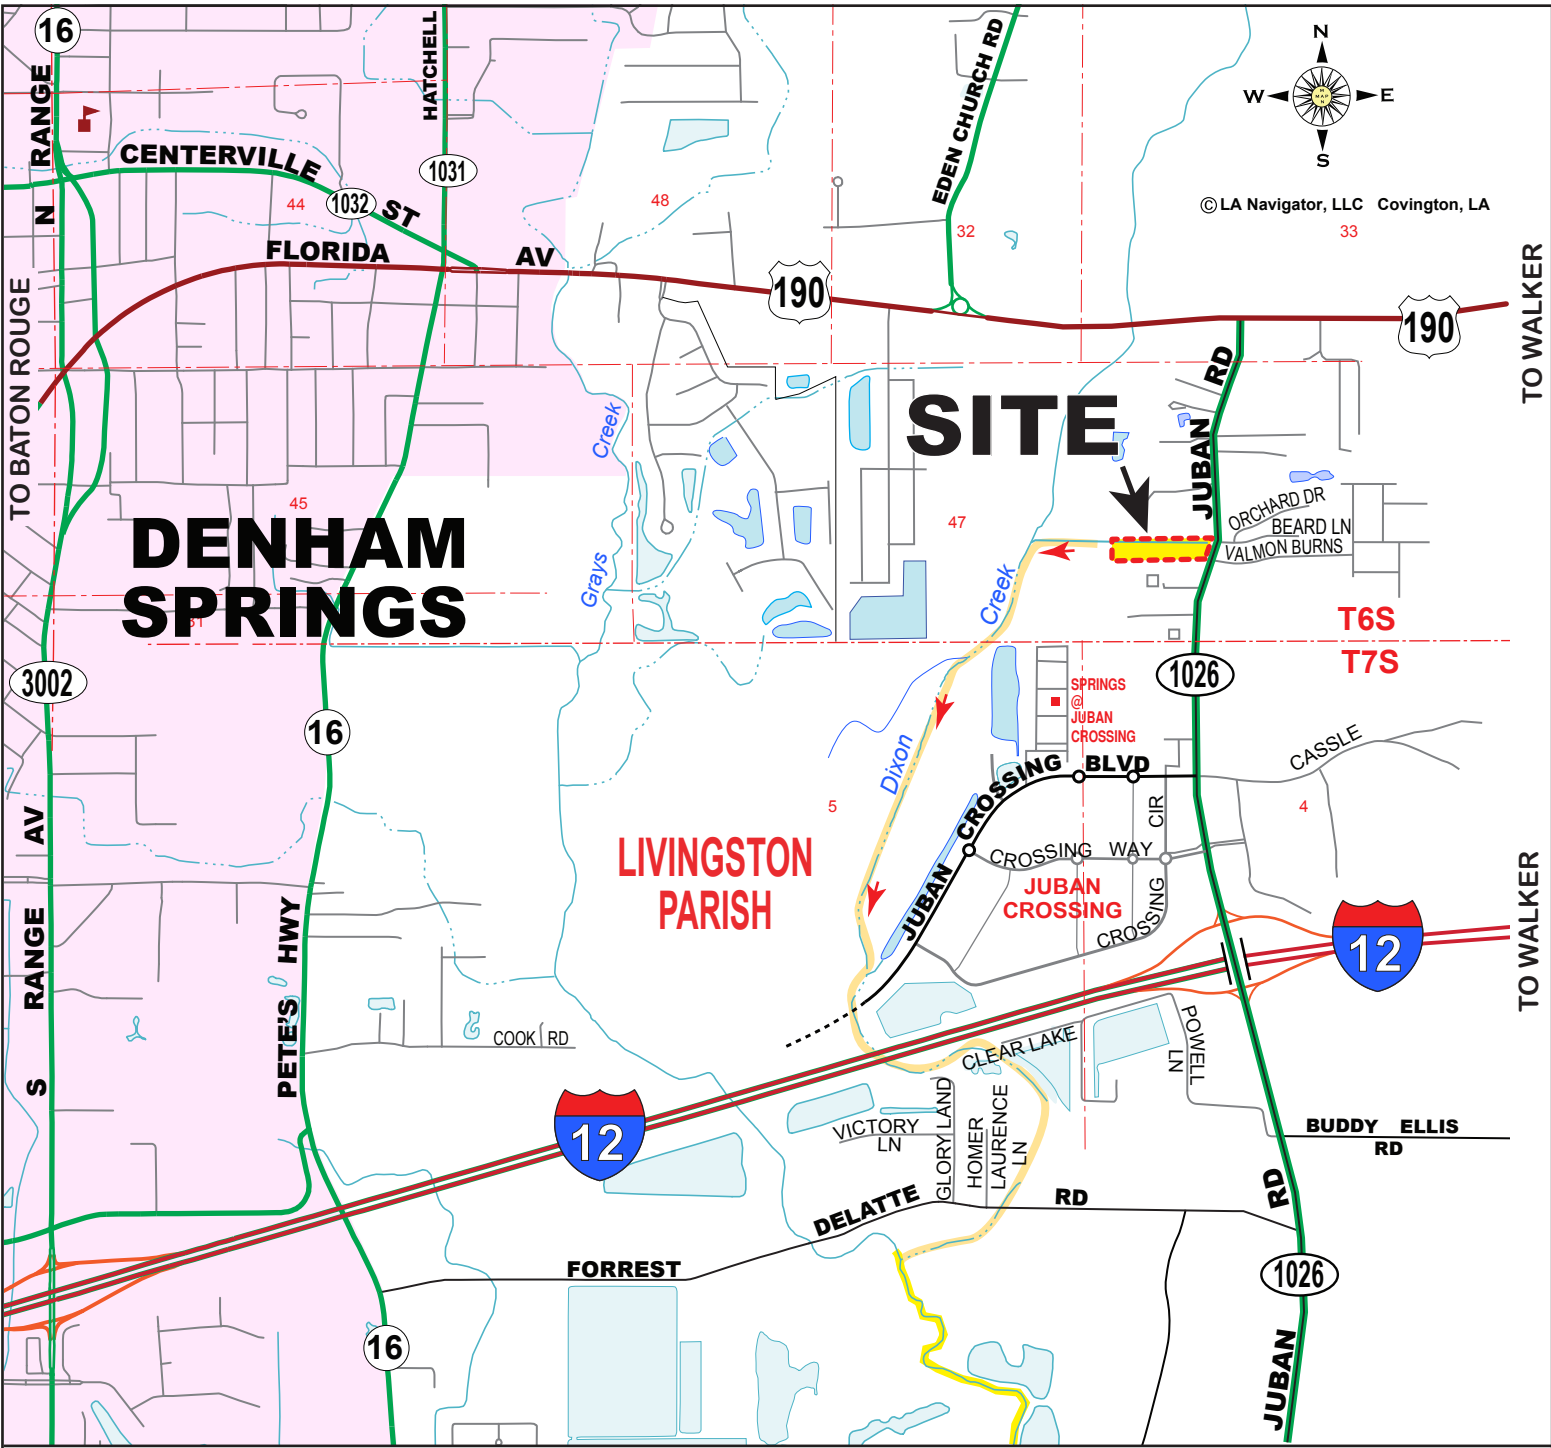 16
HATCHELL
EDEN CHURCH RD
N
W
E
S
MAP
N RANGE
CENTERVILLE ST
1031
1032
44
48
32
33
© LA Navigator, LLC Covington, LA
FLORIDA AV
190
190
TO BATON ROUGE
TO WALKER
JUBAN RD
SITE
Grays Creek
45
47
ORCHARD DR
BEARD LN
VALMON BURNS
DENHAM
SPRINGS
31
Dixon Creek
T6S
T7S
3002
1026
16
SPRINGS
@
JUBAN
CROSSING
CASSLE
JUBAN CROSSING BLVD
5
4
CIR
CROSSING WAY
LIVINGSTON
PARISH
JUBAN
CROSSING
CROSSING
S RANGE AV
PETE'S HWY
12
TO WALKER
COOK RD
CLEAR LAKE
POWELL
LN
12
VICTORY
LN
GLORY LAND
HOMER
LAURENCE
LN
BUDDY ELLIS
RD
FORREST DELATTE RD
RD
1026
16
JUBAN